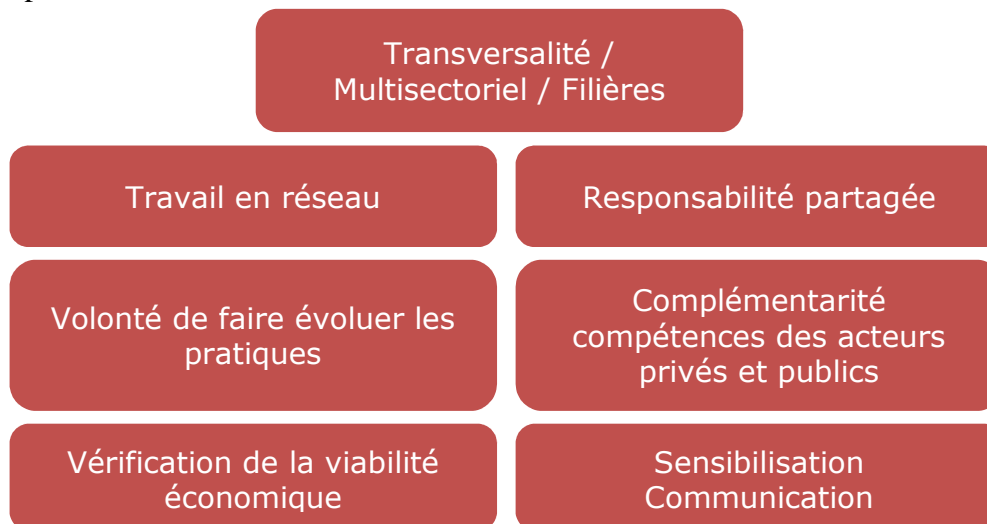 Transversalité /
Multisectoriel / Filières
Travail en réseau
Responsabilité partagée
Volonté de faire évoluer les
pratiques
Complémentarité
compétences des acteurs
privés et publics
Vérification de la viabilité
économique
Sensibilisation
Communication